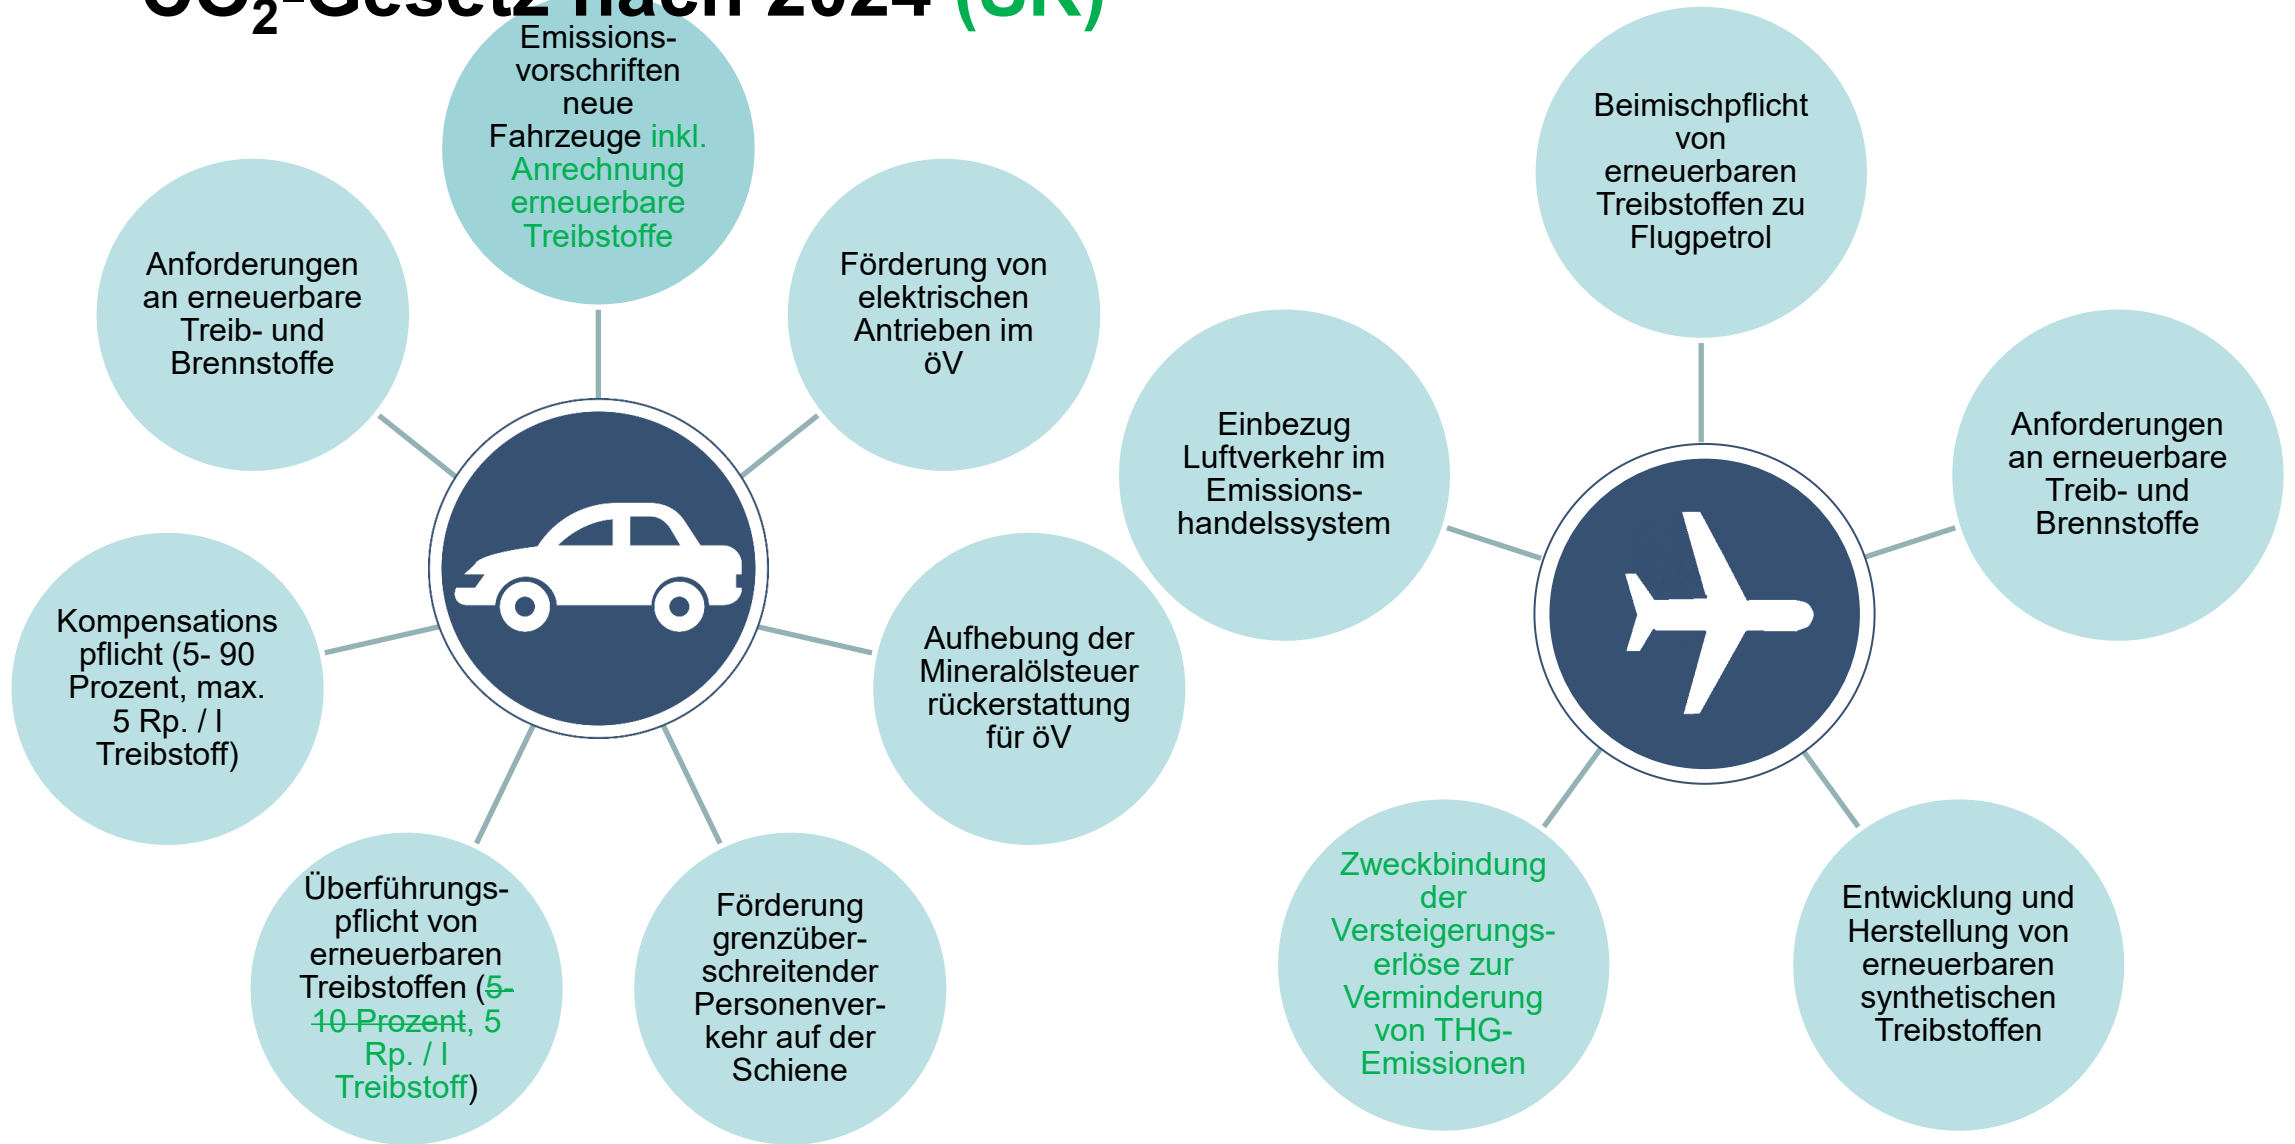 CO₂-Gesetz nach 2024 (SR)
Emissions-
vorschriften
neue
Fahrzeuge inkl.
Anrechnung
erneuerbare
Treibstoffe
Anforderungen
an erneuerbare
Treib- und
Brennstoffe
Förderung von
elektrischen
Antrieben im
öV
Kompensations
pflicht (5- 90
Prozent, max.
5 Rp. / l
Treibstoff)
Aufhebung der
Mineralölsteuer
rückerstattung
für öV
Überführungs-
pflicht von
erneuerbaren
Treibstoffen (5-
10 Prozent, 5
Rp. / l
Treibstoff)
Förderung
grenzüber-
schreitender
Personenver-
kehr auf der
Schiene
Beimischpflicht
von
erneuerbaren
Treibstoffen zu
Flugpetrol
Einbezug
Luftverkehr im
Emissions-
handelssystem
Anforderungen
an erneuerbare
Treib- und
Brennstoffe
Zweckbindung
der
Versteigerungs-
erlöse zur
Verminderung
von THG-
Emissionen
Entwicklung und
Herstellung von
erneuerbaren
synthetischen
Treibstoffen